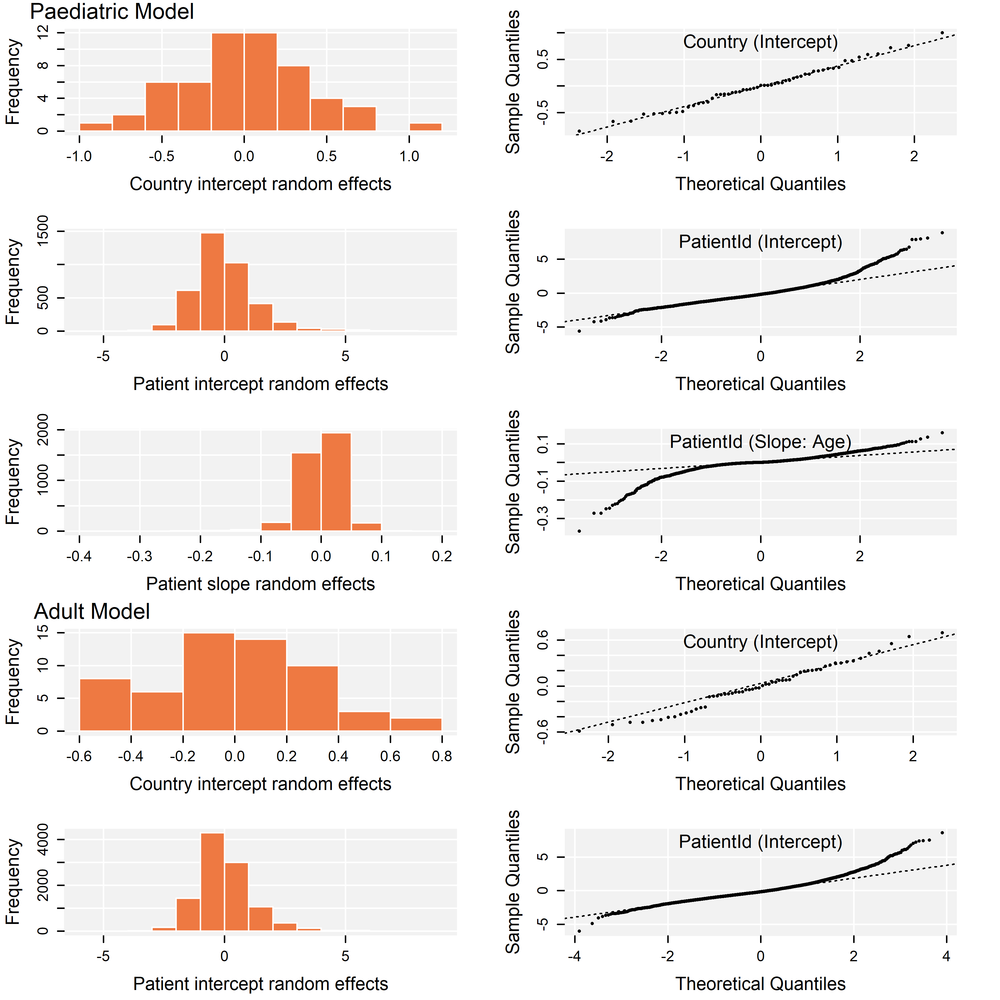 Paediatric Model
Frequency
0 4 8 12
-1.0 -0.5 0.0 0.5 1.0
Country intercept random effects
Sample Quantiles
-0.5 0.5
Country (Intercept)
-2 -1 0 1 2
Theoretical Quantiles
Frequency
0 500 1500
-5 0 5
Patient intercept random effects
Sample Quantiles
-5 0 5
PatientId (Intercept)
-2 0 2
Theoretical Quantiles
Frequency
0 1000 2000
-0.4 -0.3 -0.2 -0.1 0.0 0.1 0.2
Patient slope random effects
Sample Quantiles
-0.3 -0.1 0.1
PatientId (Slope: Age)
-2 0 2
Theoretical Quantiles
Adult Model
Frequency
0 5 10 15
-0.6 -0.4 -0.2 0.0 0.2 0.4 0.6 0.8
Country intercept random effects
Sample Quantiles
-0.6 0.0 0.6
Country (Intercept)
-2 -1 0 1 2
Theoretical Quantiles
Frequency
0 2000 4000
-5 0 5
Patient intercept random effects
Sample Quantiles
-5 0 5
PatientId (Intercept)
-4 -2 0 2 4
Theoretical Quantiles